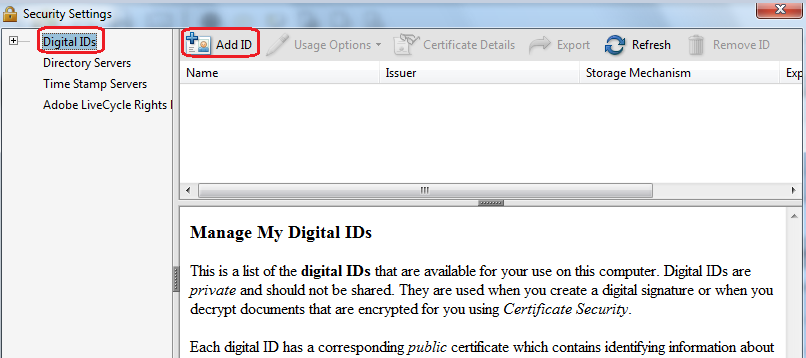 Security Settings
Digital IDs
Directory Servers
Time Stamp Servers
Adobe LiveCycle Rights
Add ID Usage Options Certificate Details Export Refresh Remove ID
Name Issuer Storage Mechanism Exp
Manage My Digital IDs
This is a list of the digital IDs that are available for your use on this computer. Digital IDs are
private and should not be shared. They are used when you create a digital signature or when you
decrypt documents that are encrypted for you using Certificate Security.
Each digital ID has a corresponding public certificate which contains identifying information about